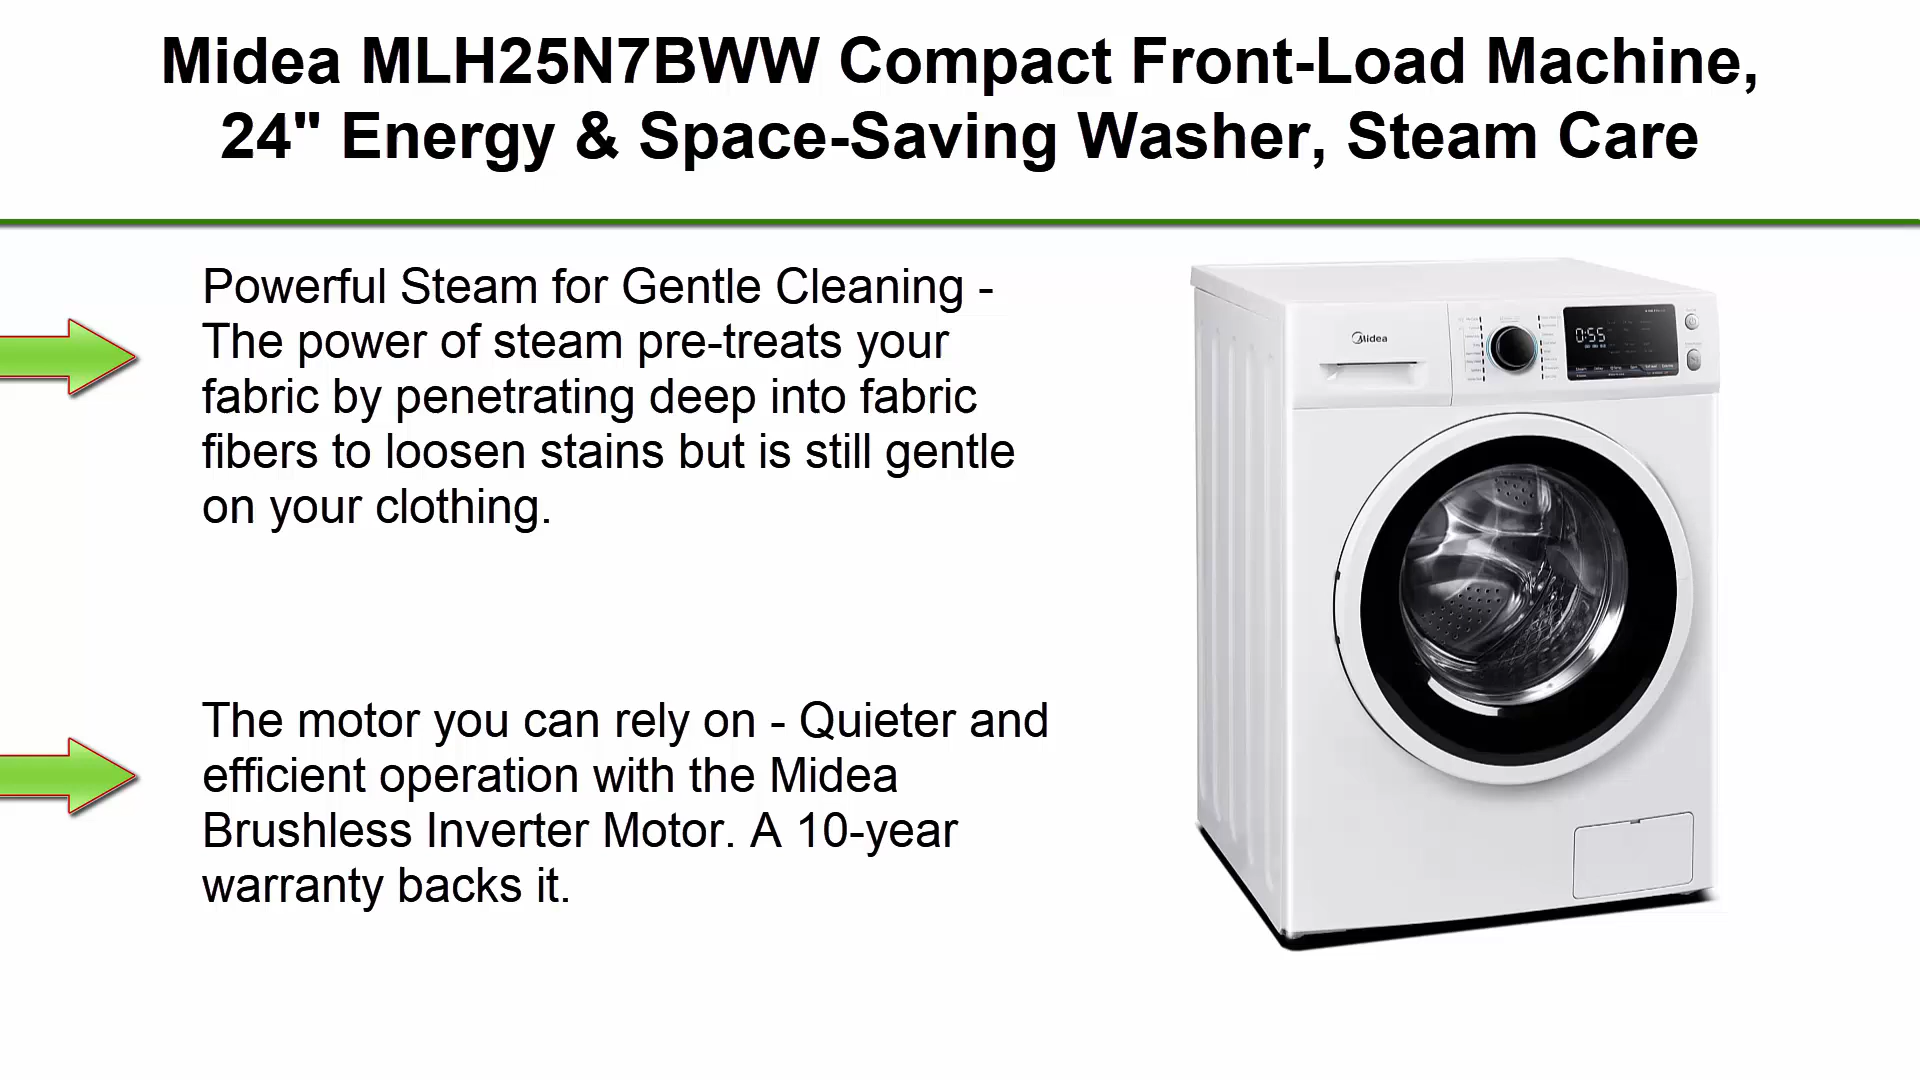 Midea MLH25N7BWW Compact Front-Load Machine,
24" Energy & Space-Saving Washer, Steam Care
Powerful Steam for Gentle Cleaning -
The power of steam pre-treats your
fabric by penetrating deep into fabric
fibers to loosen stains but is still gentle
on your clothing.
The motor you can rely on - Quieter and
efficient operation with the Midea
Brushless Inverter Motor. A 10-year
warranty backs it.
Midea
0:55